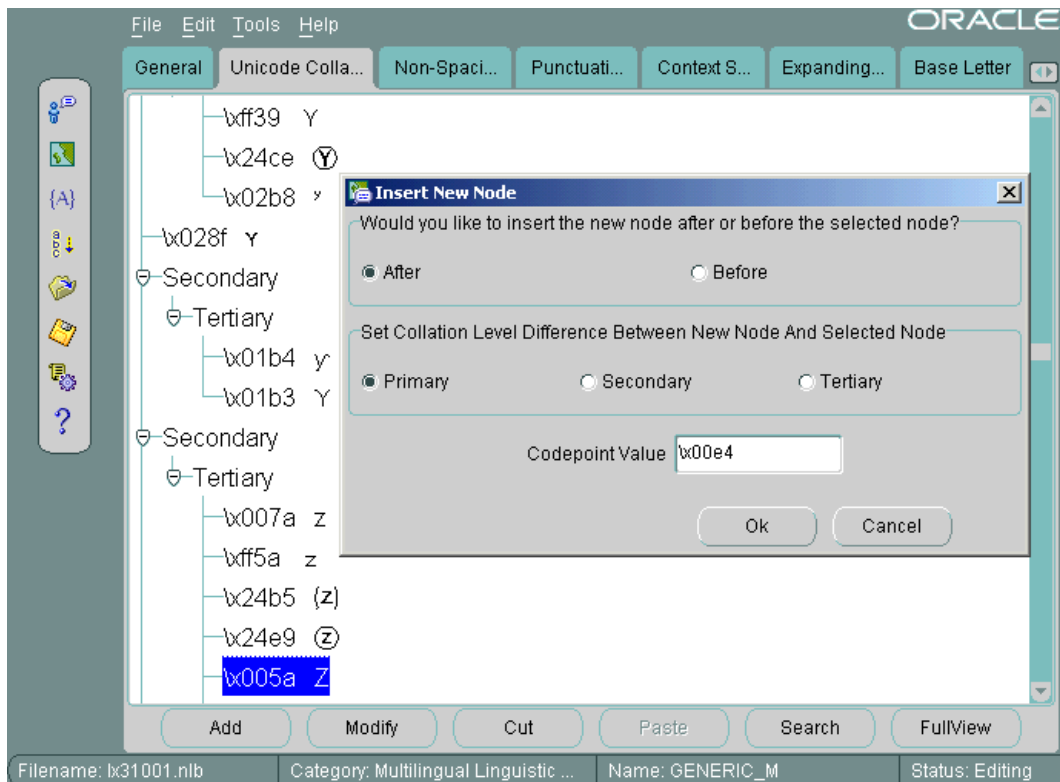 File Edit Tools Help
ORACLE
General Unicode Colla... Non-Spaci... Punctuati... Context S... Expanding... Base Letter
{A}
a
b
c
?
\xff39 Y
\x24ce Ⓨ
\x02b8 ʸ
\x028f ʏ
Secondary
Tertiary
\x01b4 ƴ
\x01b3 Ƴ
Secondary
Tertiary
\x007a z
\xff5a z
\x24b5 (z)
\x24e9 ⓩ
\x005a Z
Insert New Node
Would you like to insert the new node after or before the selected node?
After Before
Set Collation Level Difference Between New Node And Selected Node
Primary Secondary Tertiary
Codepoint Value \x00e4
Ok Cancel
Add Modify Cut Paste Search FullView
Filename: lx31001.nlb Category: Multilingual Linguistic ... Name: GENERIC_M Status: Editing